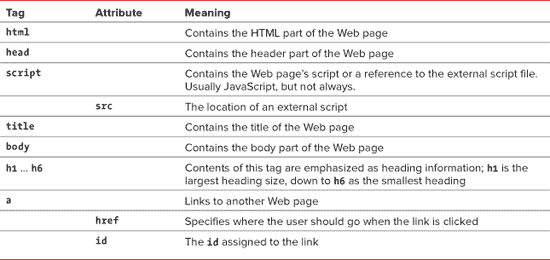 Tag Attribute Meaning
html Contains the HTML part of the Web page
head Contains the header part of the Web page
script Contains the Web page's script or a reference to the external script file.
Usually JavaScript, but not always.
src The location of an external script
title Contains the title of the Web page
body Contains the body part of the Web page
h1 ... h6 Contents of this tag are emphasized as heading information; h1 is the
largest heading size, down to h6 as the smallest heading
a Links to another Web page
href Specifies where the user should go when the link is clicked
id The id assigned to the link